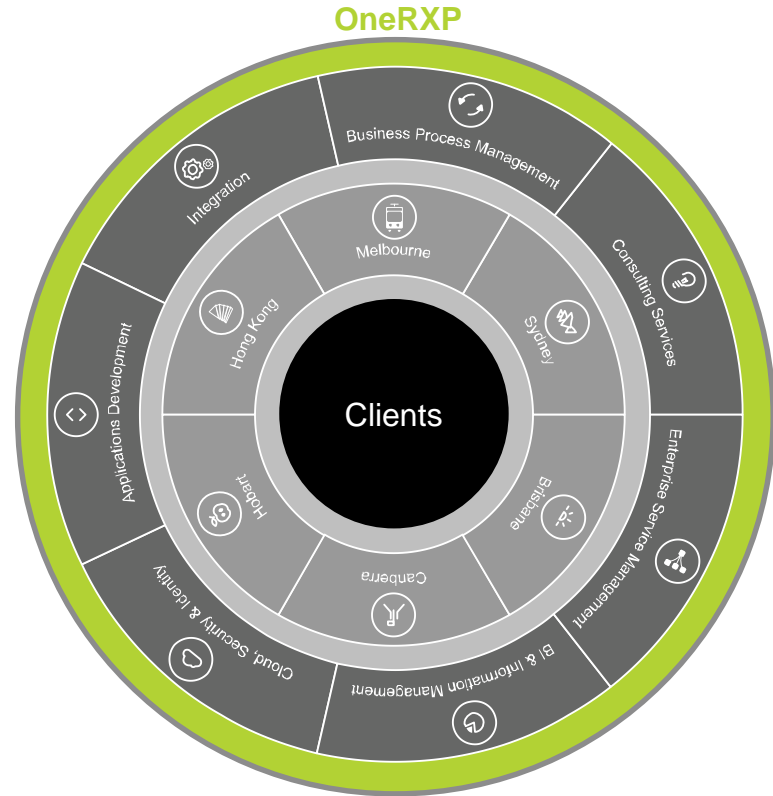 OneRXP
Business Process Management
Consulting Services
Enterprise Service Management
BI & Information Management
Cloud, Security & Identity
Applications Development
Integration
Melbourne
Sydney
Brisbane
Canberra
Hobart
Hong Kong
Clients